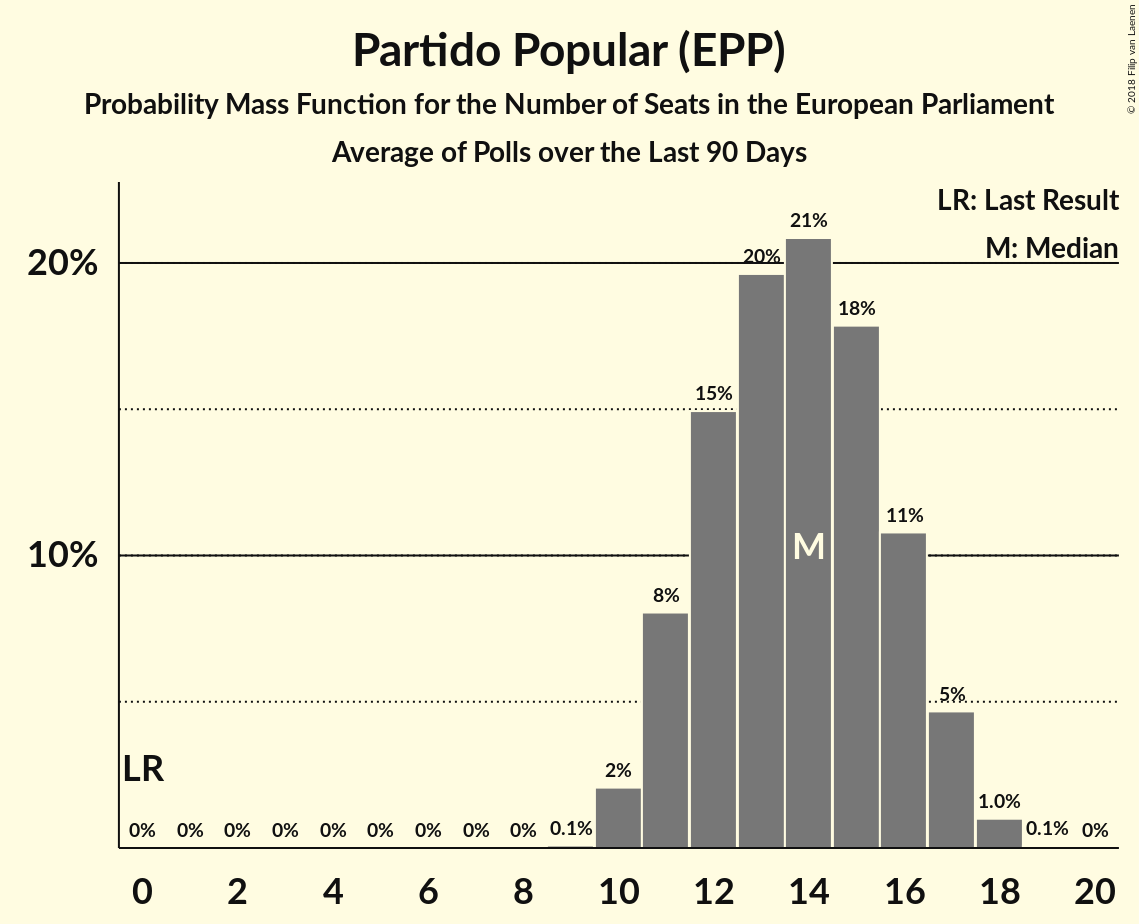 Partido Popular (EPP)
Probability Mass Function for the Number of Seats in the European Parliament
Average of Polls over the Last 90 Days
© 2018 Filip van Laenen
LR: Last Result
M: Median
20%
10%
LR
M
0% 0% 0% 0% 0% 0% 0% 0% 0% 0.1% 2% 8% 15% 20% 21% 18% 11% 5% 1.0% 0.1% 0%
0 2 4 6 8 10 12 14 16 18 20